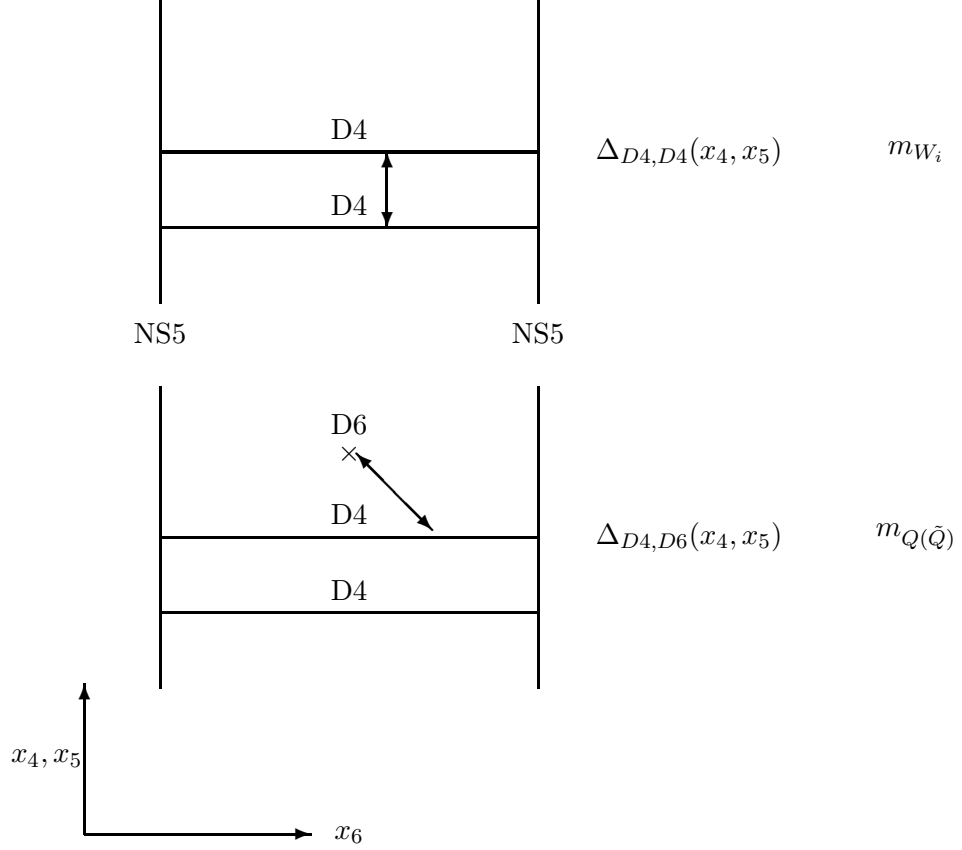 D4
Δ_{D4,D4}(x_4, x_5) m_{W_i}
D4
NS5 NS5
D6
×
D4
Δ_{D4,D6}(x_4, x_5) m_{Q(\tilde{Q})}
D4
x_4, x_5
x_6